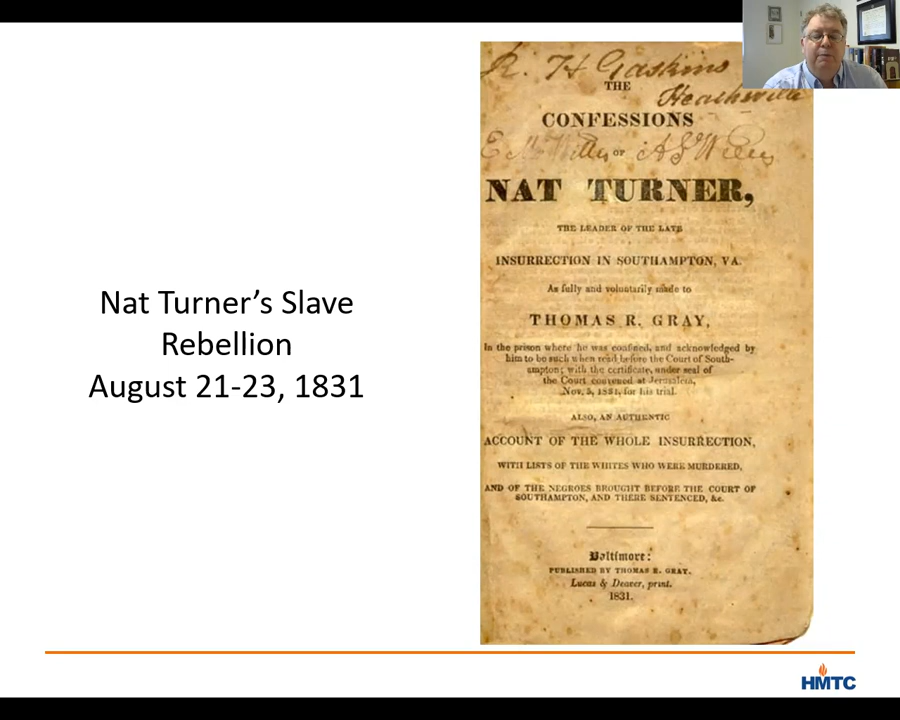 Nat Turner’s Slave
Rebellion
August 21-23, 1831
R. H Gaskins
THE
Heathsville
CONFESSIONS
OF
NAT TURNER,
THE LEADER OF THE LATE
INSURRECTION IN SOUTHAMPTON, VA.
As fully and voluntarily made to
THOMAS R. GRAY,
In the prison where he was confined, and acknowledged by
him to be such when read before the Court of South-
ampton; with the certificate, under seal of
the Court convened at Jerusalem,
Nov. 5, 1831, for his trial.
ALSO, AN AUTHENTIC
ACCOUNT OF THE WHOLE INSURRECTION,
WITH LISTS OF THE WHITES WHO WERE MURDERED,
AND OF THE NEGROES BROUGHT BEFORE THE COURT OF
SOUTHAMPTON, AND THERE SENTENCED, &c.
Baltimore:
PUBLISHED BY THOMAS R. GRAY.
Lucas & Deaver, print.
1831.
HMTC